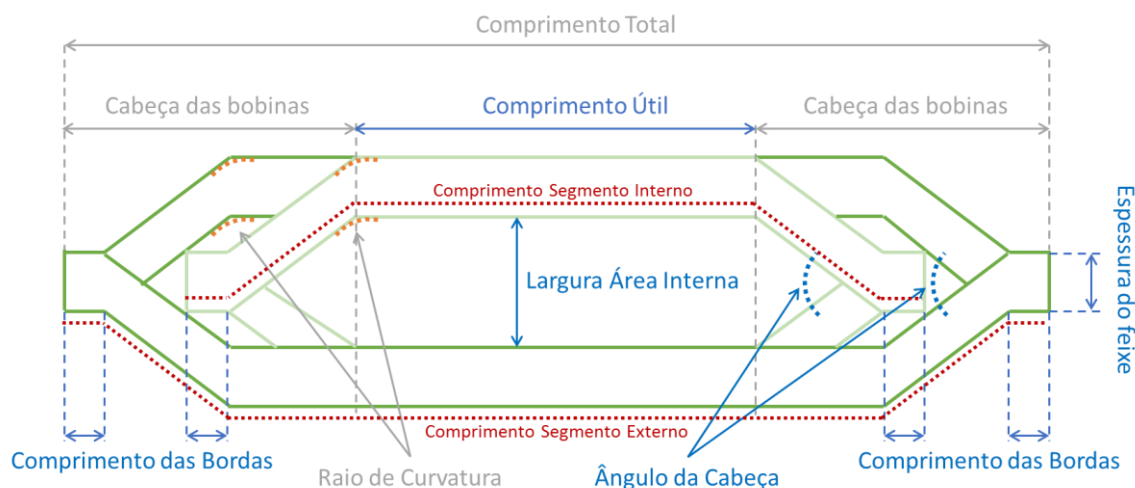 Comprimento Total
Cabeça das bobinas
Comprimento Útil
Cabeça das bobinas
Comprimento Segmento Interno
Largura Área Interna
Espessura do feixe
Comprimento Segmento Externo
Comprimento das Bordas
Raio de Curvatura
Ângulo da Cabeça
Comprimento das Bordas